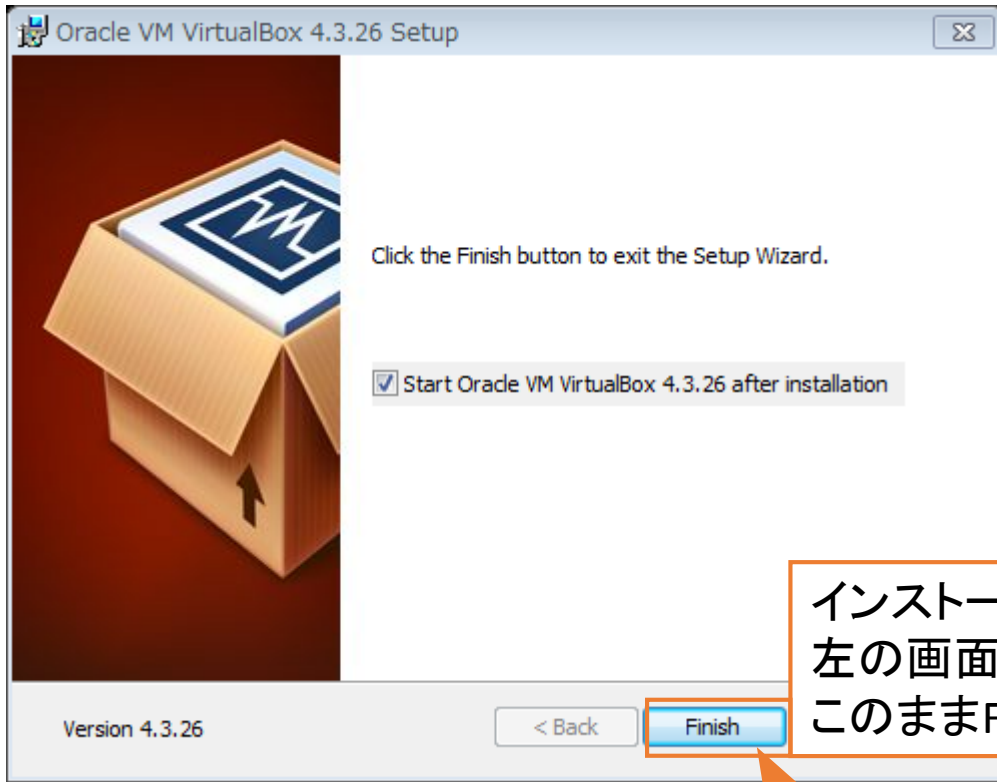 Oracle VM VirtualBox 4.3.26 Setup
Click the Finish button to exit the Setup Wizard.
Start Oracle VM VirtualBox 4.3.26 after installation
インストー
左の画面
このままF
Version 4.3.26
< Back
Finish